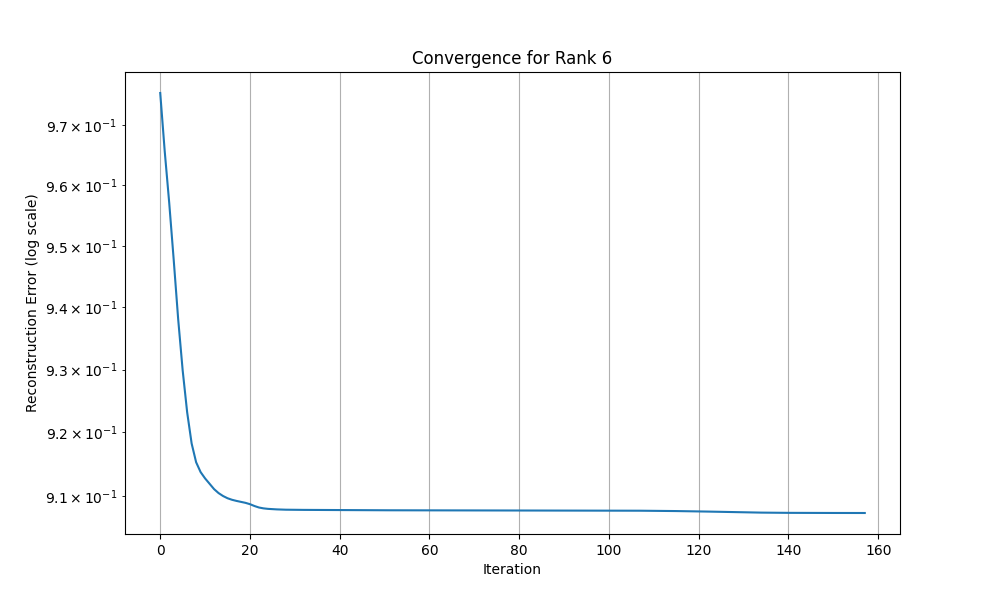 Convergence for Rank 6
Reconstruction Error (log scale)
9.7 × 10⁻¹
9.6 × 10⁻¹
9.5 × 10⁻¹
9.4 × 10⁻¹
9.3 × 10⁻¹
9.2 × 10⁻¹
9.1 × 10⁻¹
0 20 40 60 80 100 120 140 160
Iteration